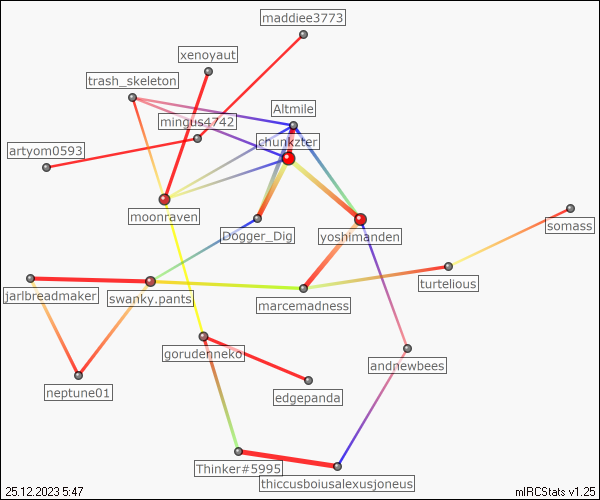 maddiee3773
xenoyaut
trash_skeleton
Altmile
mingus4742
chunkzter
artyom0593
moonraven
somass
Dogger_Dig
yoshimanden
turtelious
jarlbreadmaker
swanky.pants
marcemadness
gorudenneko
andnewbees
neptune01
edgepanda
Thinker#5995
thiccusboiusalexusjoneus
25.12.2023 5:47
mIRCStats v1.25